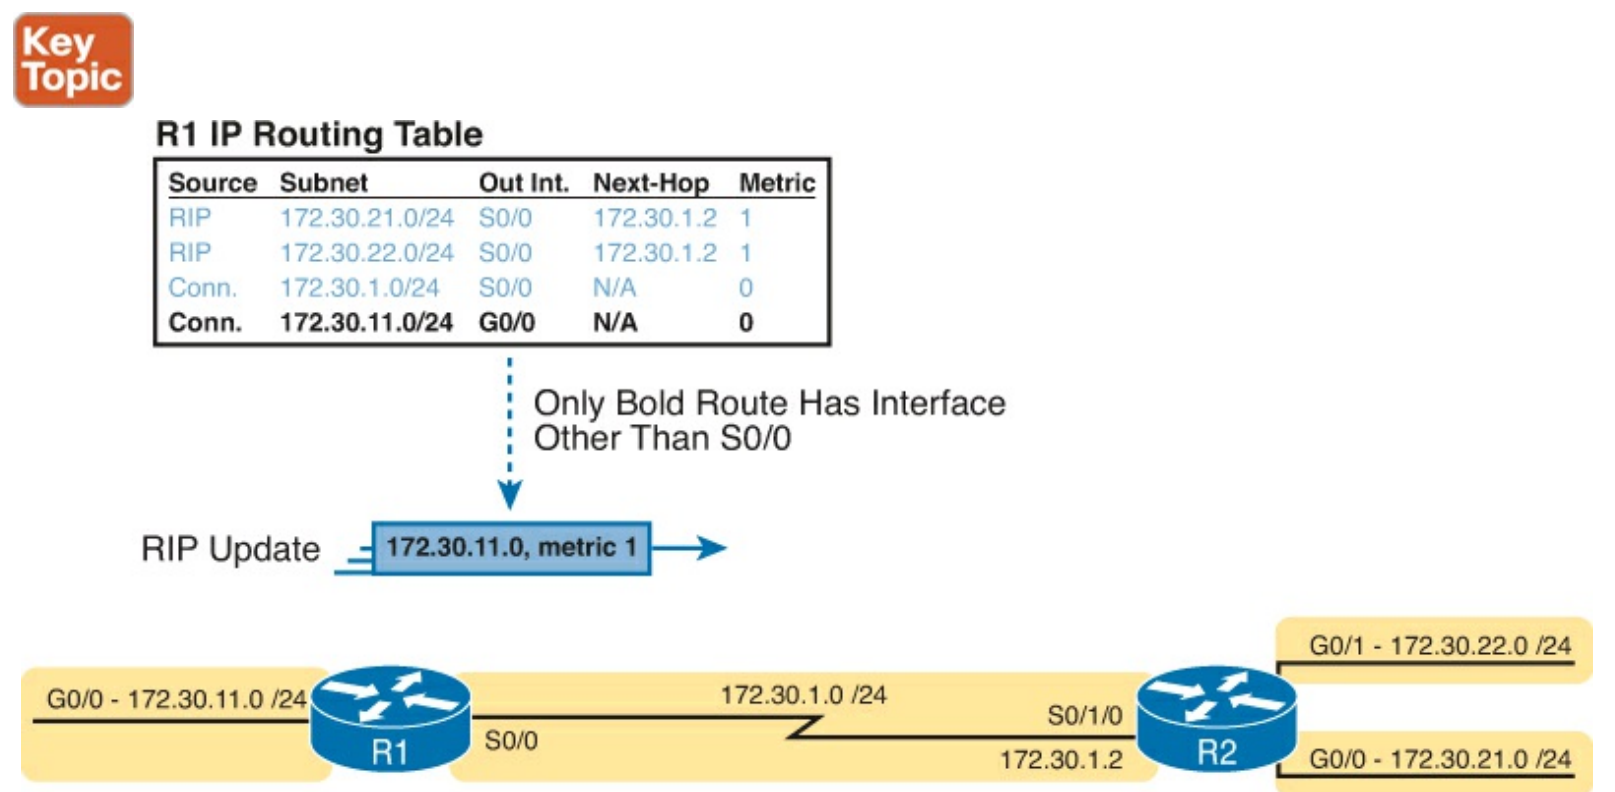 Key
Topic
R1 IP Routing Table
Source Subnet Out Int. Next-Hop Metric
RIP 172.30.21.0/24 S0/0 172.30.1.2 1
RIP 172.30.22.0/24 S0/0 172.30.1.2 1
Conn. 172.30.1.0/24 S0/0 N/A 0
Conn. 172.30.11.0/24 G0/0 N/A 0
Only Bold Route Has Interface
Other Than S0/0
RIP Update
172.30.11.0, metric 1
G0/1 - 172.30.22.0 /24
G0/0 - 172.30.11.0 /24
172.30.1.0 /24
S0/1/0
S0/0
R1
R2
172.30.1.2
G0/0 - 172.30.21.0 /24